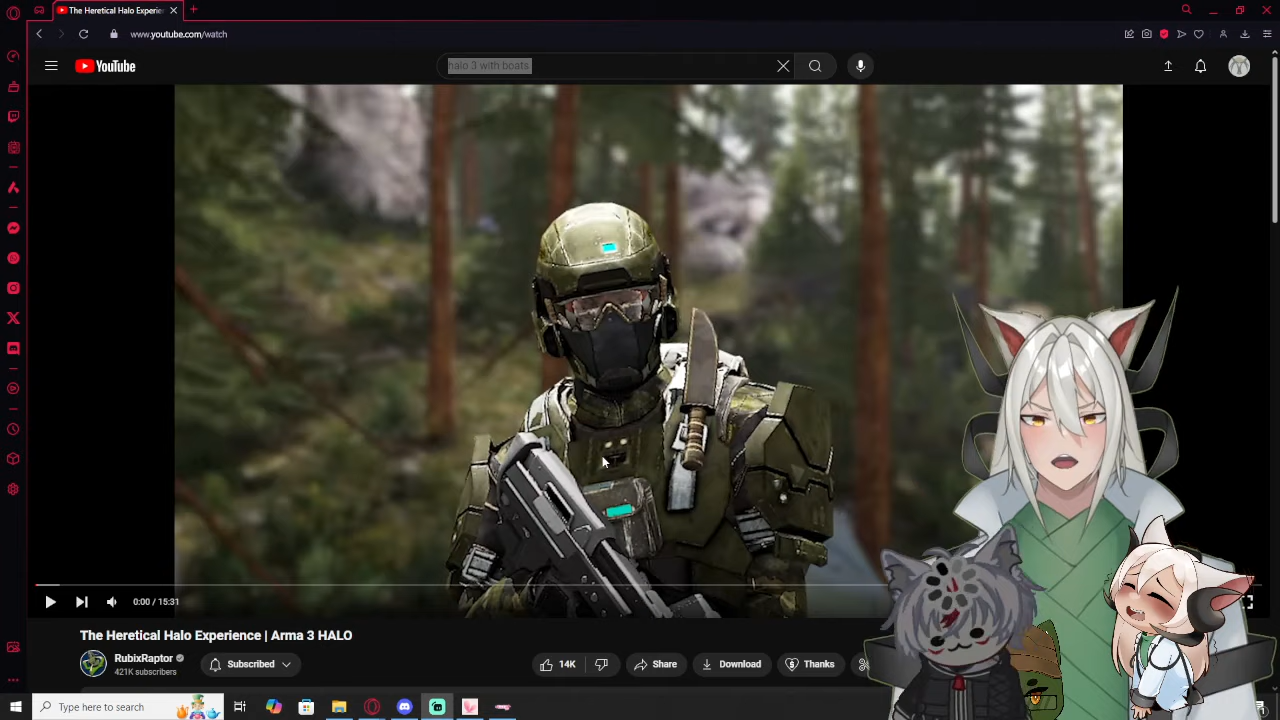 The Heretical Halo Experie
www.youtube.com/watch
YouTube
halo 3 with boats
0:00 / 15:31
The Heretical Halo Experience | Arma 3 HALO
RubixRaptor
421K subscribers
Subscribed
14K
Share
Download
Thanks
Type here to search